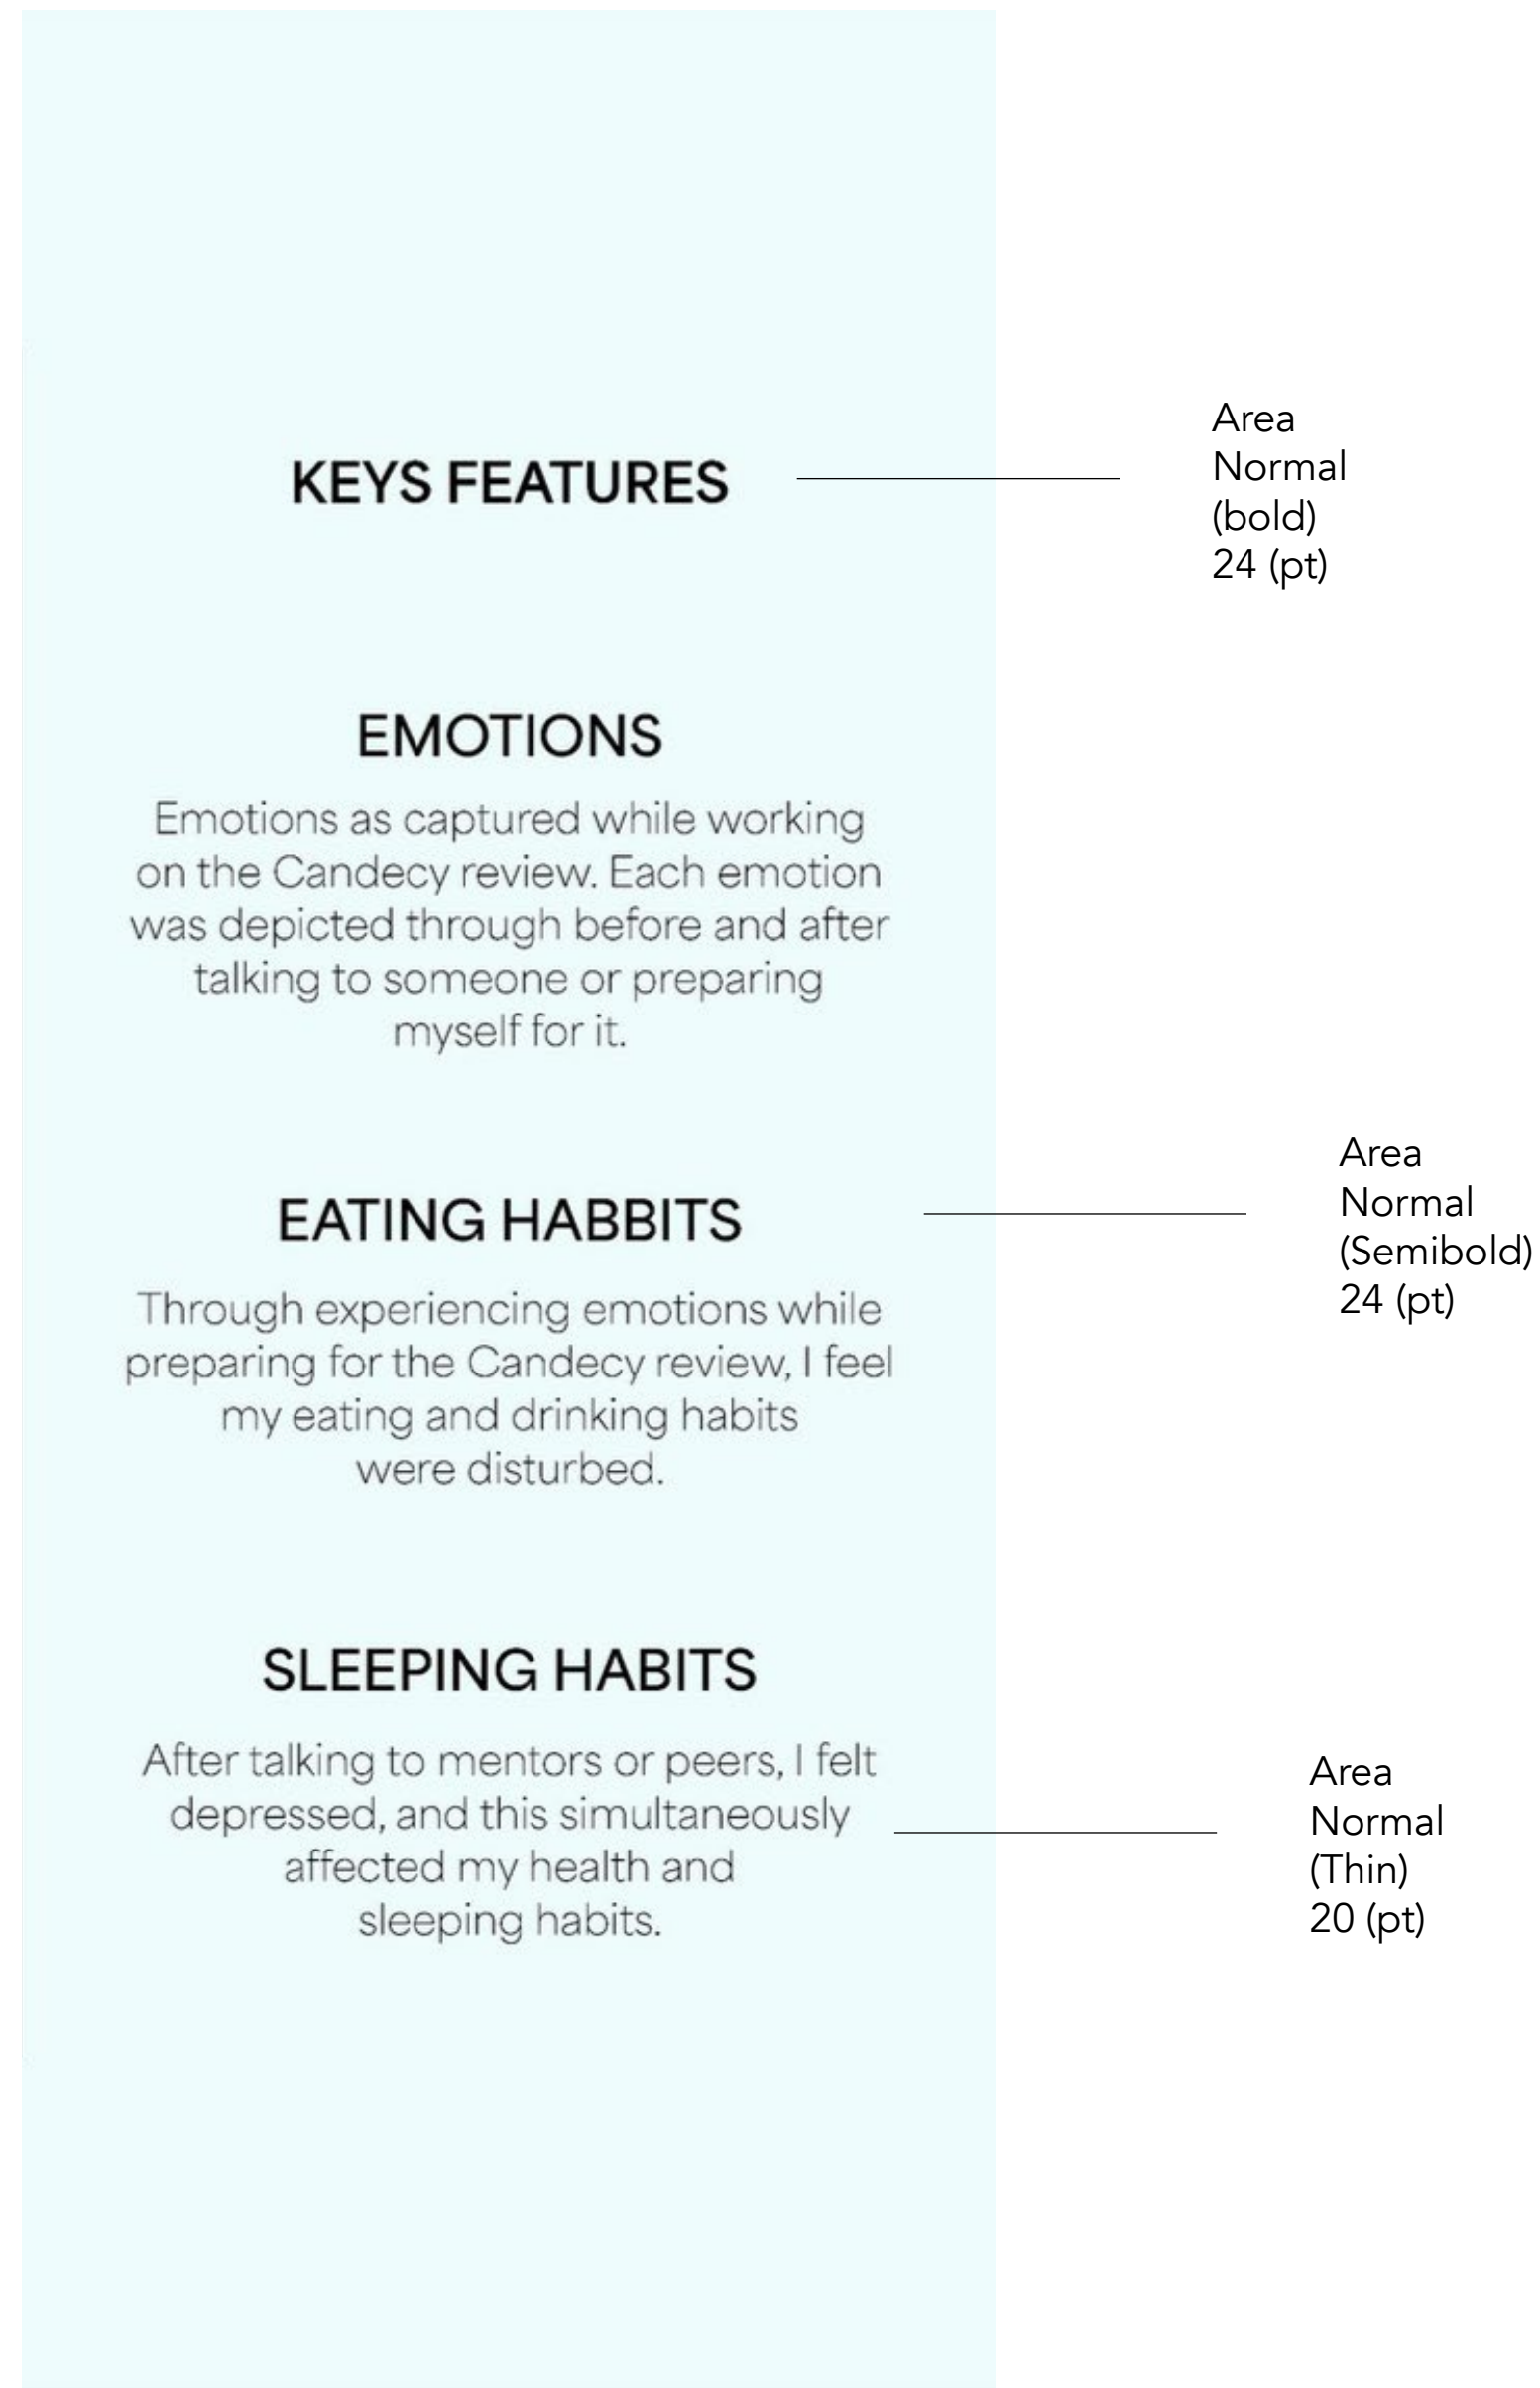 KEYS FEATURES
Area
Normal
(bold)
24 (pt)
EMOTIONS
Emotions as captured while working
on the Candecy review. Each emotion
was depicted through before and after
talking to someone or preparing
myself for it.
EATING HABBITS
Area
Normal
(Semibold)
24 (pt)
Through experiencing emotions while
preparing for the Candecy review, I feel
my eating and drinking habits
were disturbed.
SLEEPING HABITS
After talking to mentors or peers, I felt
depressed, and this simultaneously
affected my health and
sleeping habits.
Area
Normal
(Thin)
20 (pt)